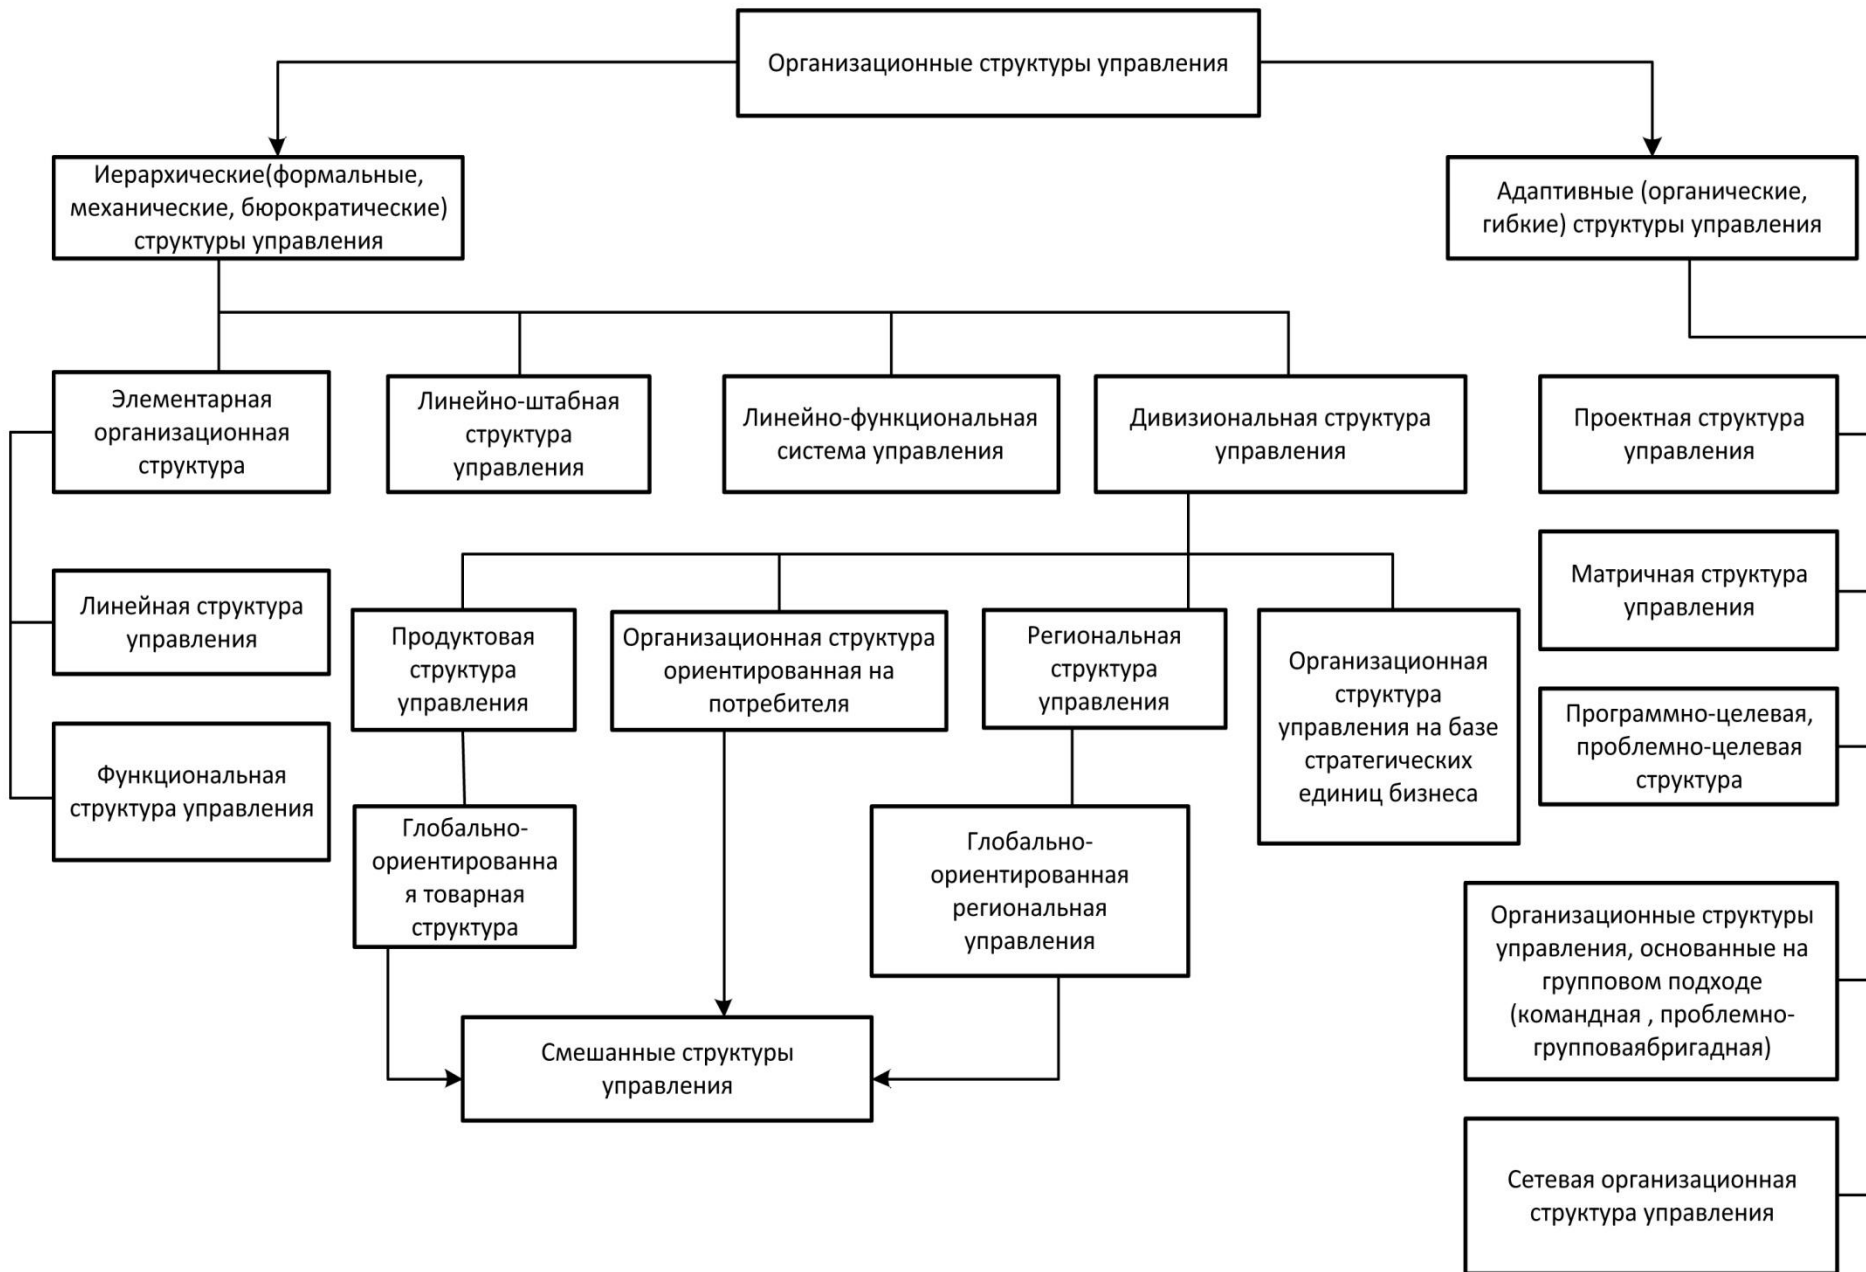 Организационные структуры управления
Иерархические(формальные,
механические, бюрократические)
структуры управления
Адаптивные (органические,
гибкие) структуры управления
Элементарная
организационная
структура
Линейно-штабная
структура
управления
Линейно-функциональная
система управления
Дивизиональная структура
управления
Проектная структура
управления
Линейная структура
управления
Продуктовая
структура
управления
Организационная структура
ориентированная на
потребителя
Региональная
структура
управления
Организационная
структура
управления на базе
стратегических
единиц бизнеса
Матричная структура
управления
Функциональная
структура управления
Программно-целевая,
проблемно-целевая
структура
Глобально-
ориентированна
я товарная
структура
Глобально-
ориентированная
региональная
управления
Организационные структуры
управления, основанные на
групповом подходе
(командная , проблемно-
групповаябригадная)
Смешанные структуры
управления
Сетевая организационная
структура управления